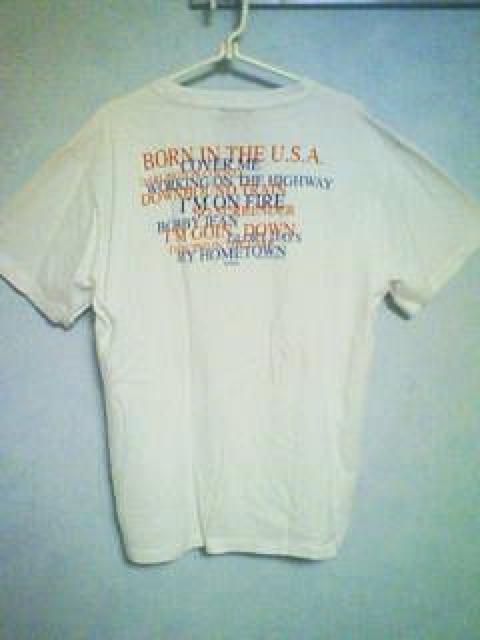 BORN IN THE U.S.A.
COVER ME
WORKING ON THE HIGHWAY
DOWNBOUND TRAIN
I'M ON FIRE
SURRENDER
BOBBY JEAN
I'M GOIN' DOWN
GLORY D
MY HOMETOWN